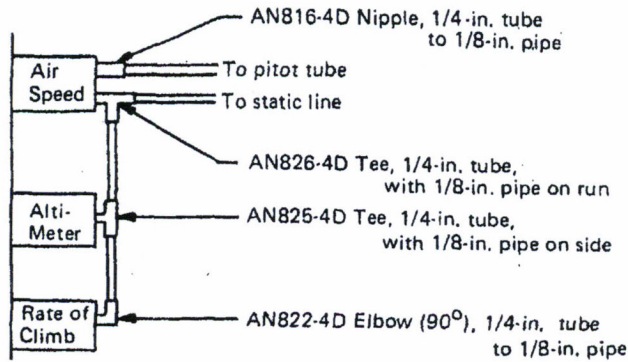 AN816-4D Nipple, 1/4-in. tube
to 1/8-in. pipe
Air
Speed
To pitot tube
To static line
AN826-4D Tee, 1/4-in. tube,
with 1/8-in. pipe on run
Alti-
Meter
AN825-4D Tee, 1/4-in. tube,
with 1/8-in. pipe on side
Rate of
Climb
AN822-4D Elbow (90°), 1/4-in. tube
to 1/8-in. pipe